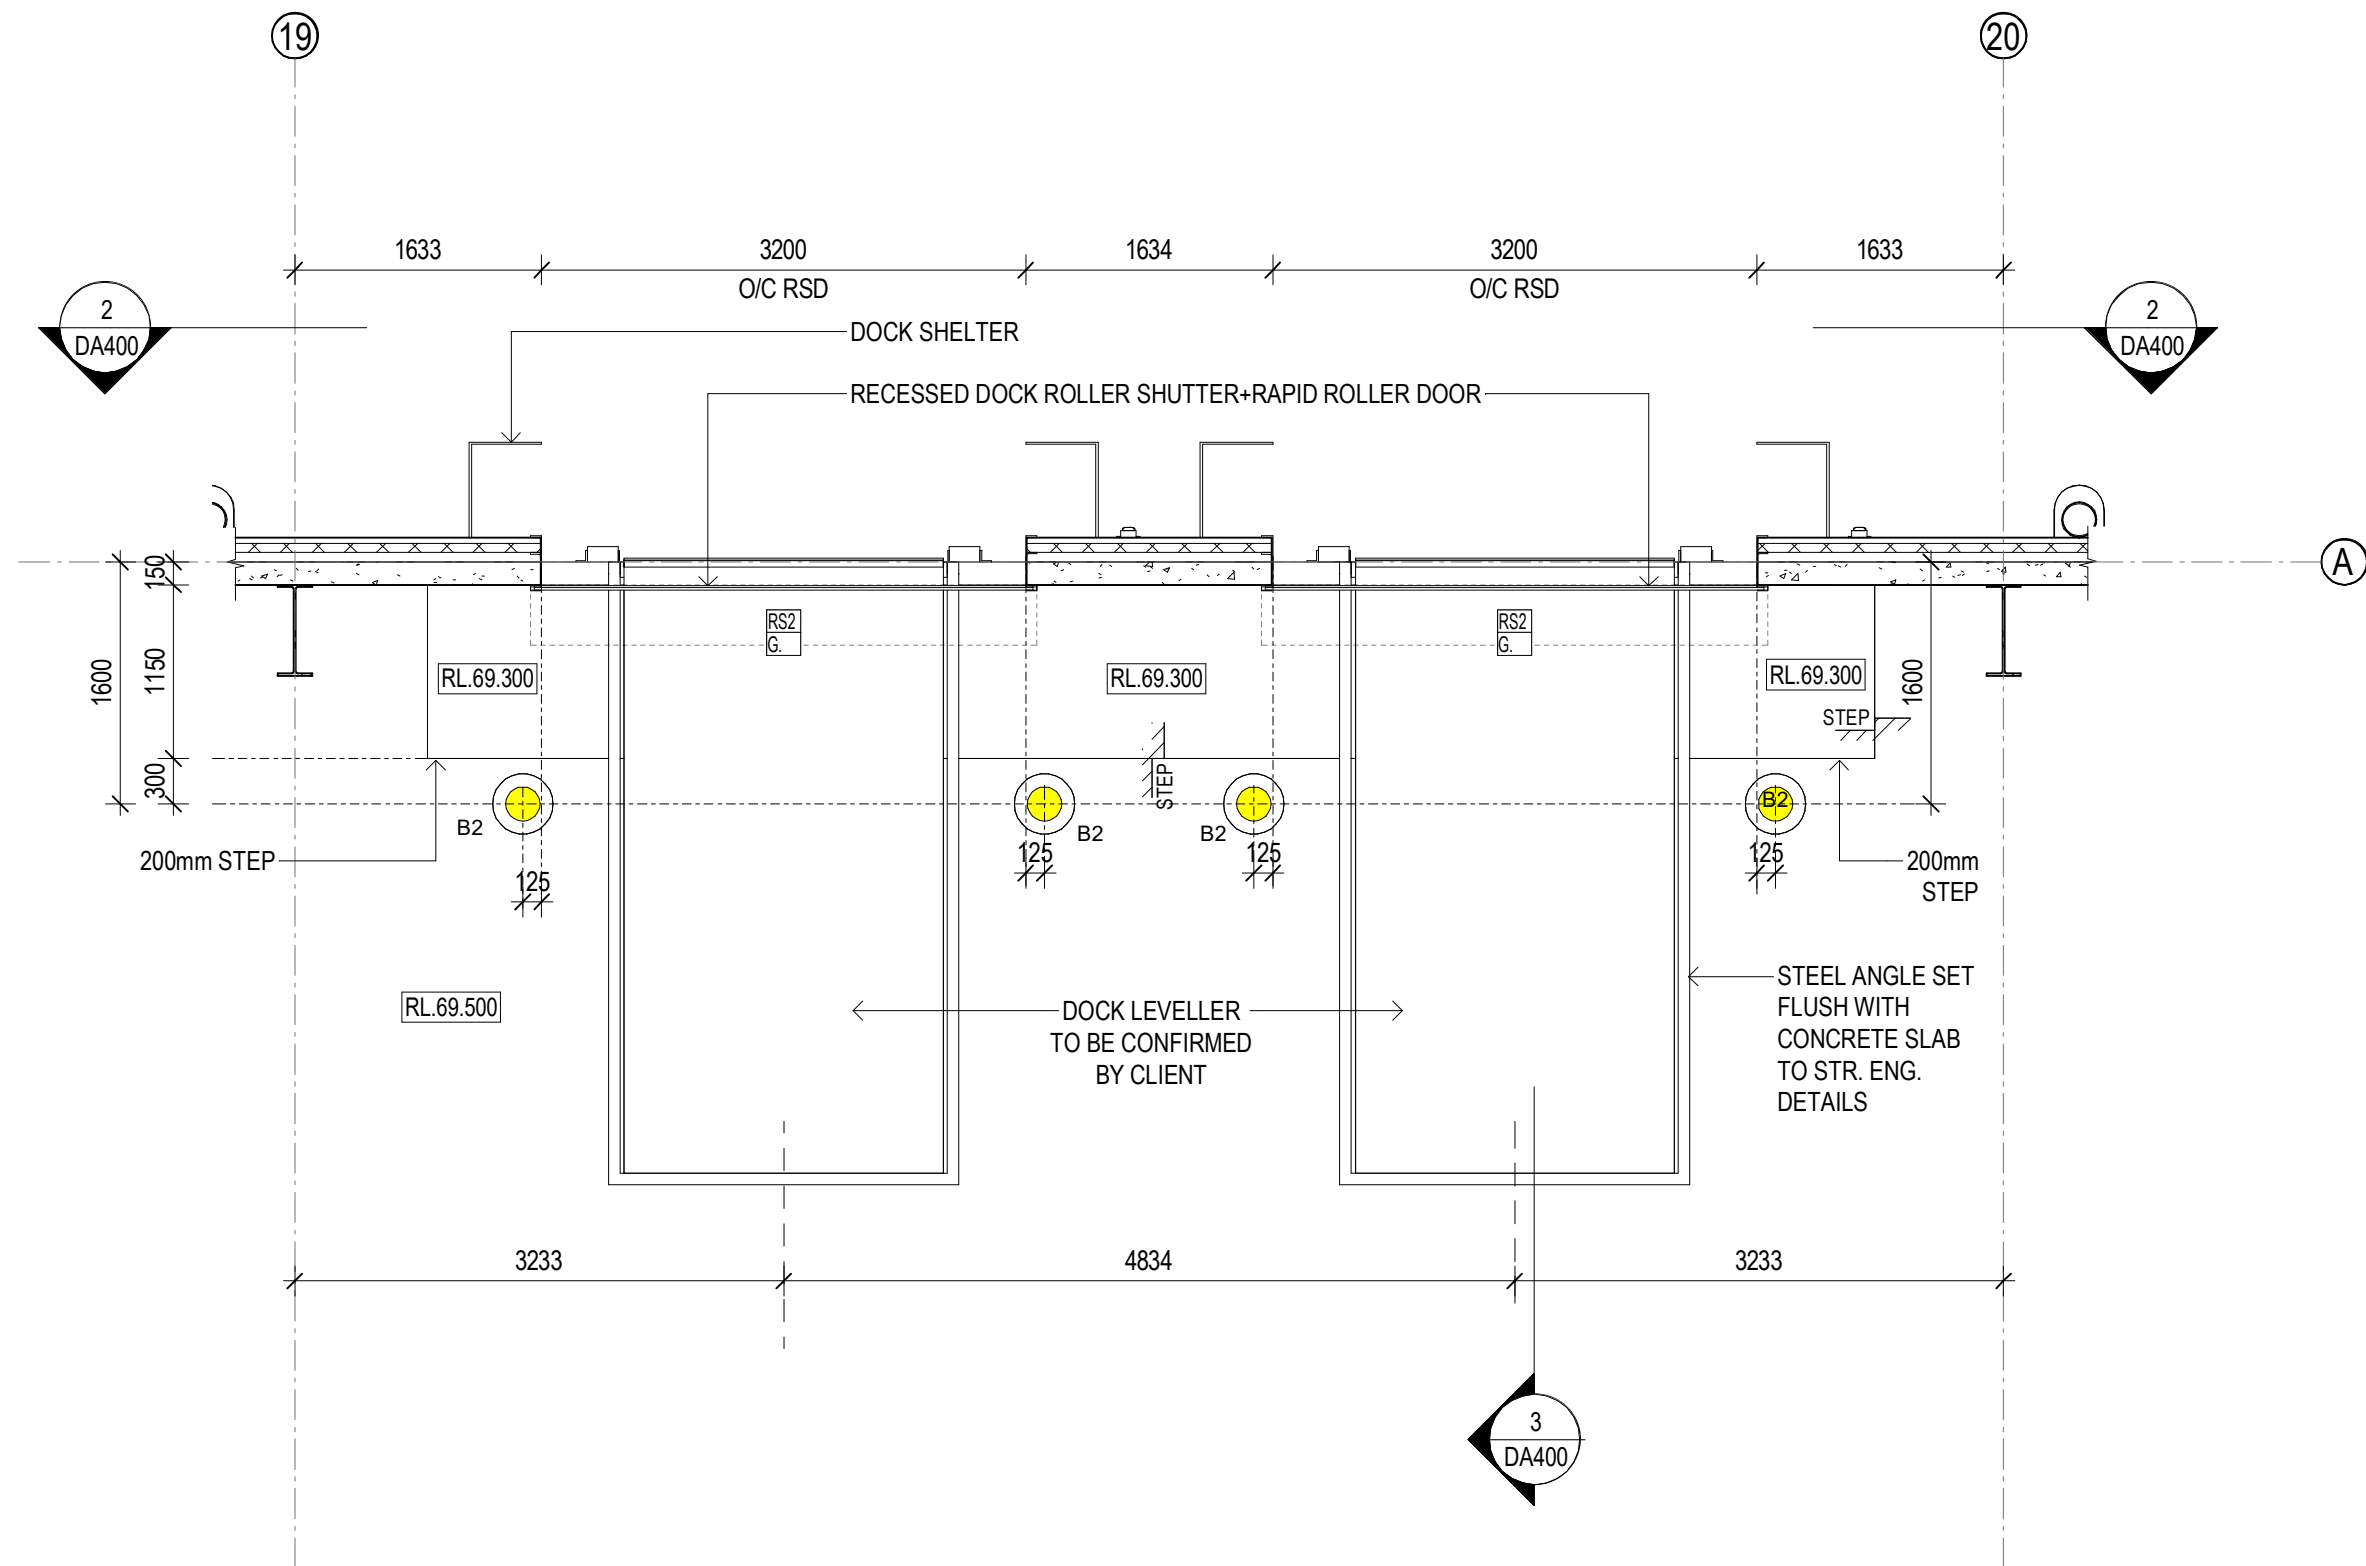 19
20
1633
3200
1634
3200
1633
O/C RSD
O/C RSD
2
DA400
2
DA400
DOCK SHELTER
RECESSED DOCK ROLLER SHUTTER+RAPID ROLLER DOOR
A
150
1150
1600
300
RS2
G.
RS2
G.
RL.69.300
RL.69.300
RL.69.300
1600
STEP
STEP
B2
B2
B2
B2
200mm STEP
125
125
125
125
200mm
STEP
RL.69.500
DOCK LEVELLER
TO BE CONFIRMED
BY CLIENT
STEEL ANGLE SET
FLUSH WITH
CONCRETE SLAB
TO STR. ENG.
DETAILS
3233
4834
3233
3
DA400